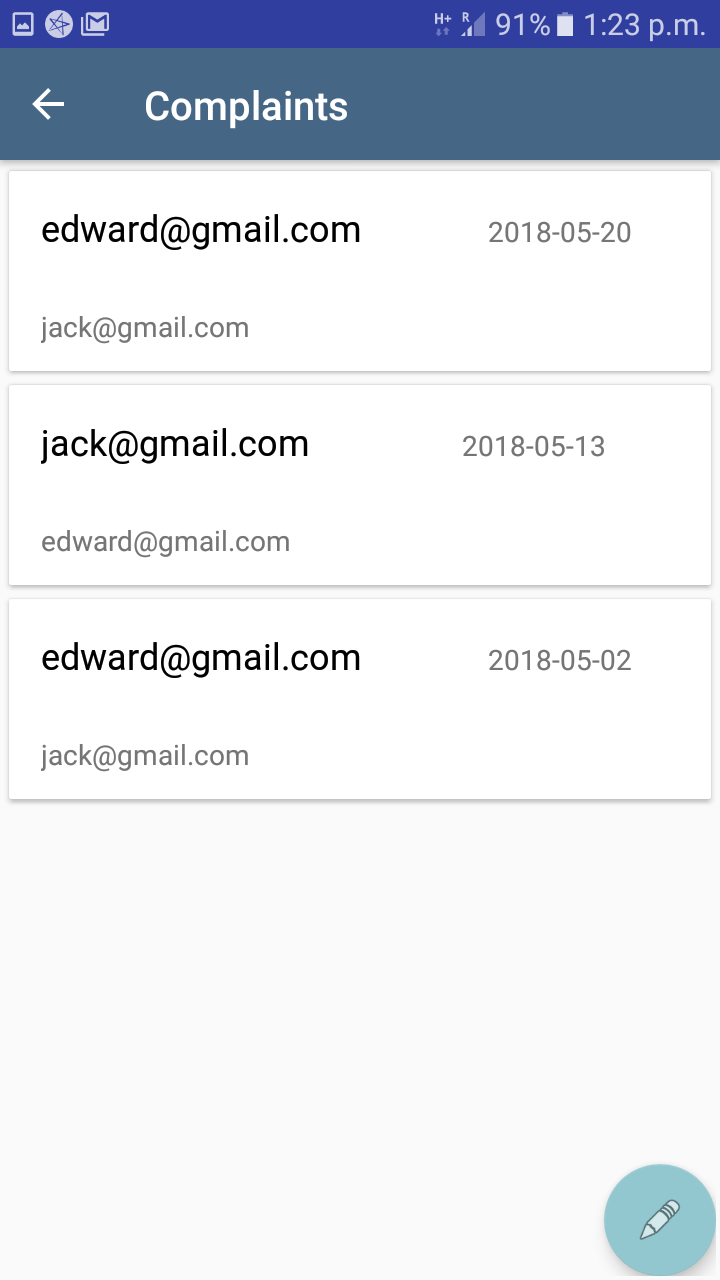 H+ R 91% 1:23 p.m.
Complaints
edward@gmail.com 2018-05-20
jack@gmail.com
jack@gmail.com 2018-05-13
edward@gmail.com
edward@gmail.com 2018-05-02
jack@gmail.com